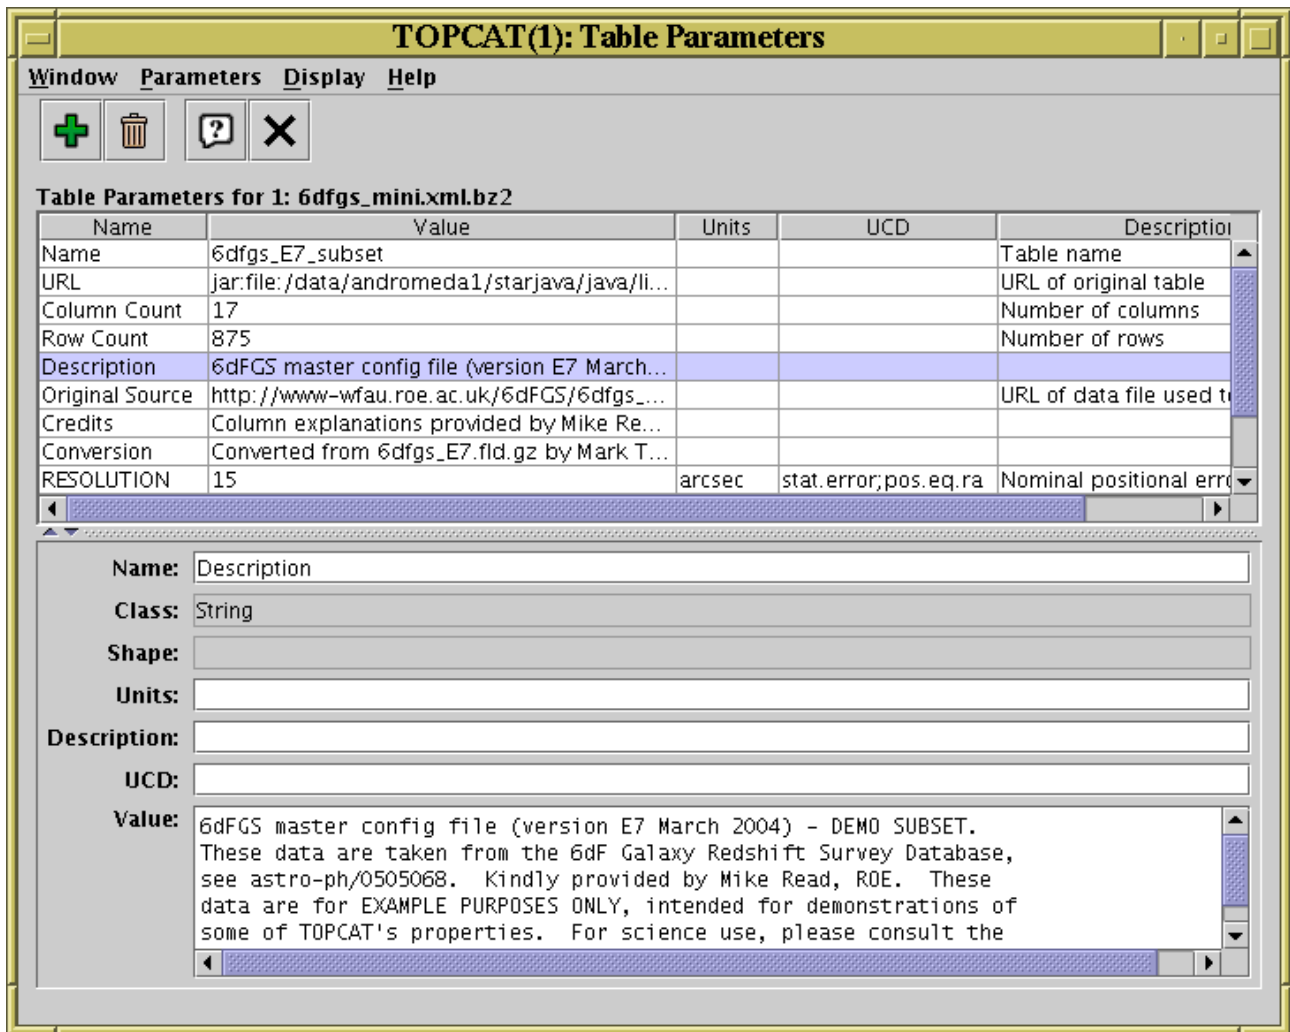 TOPCAT(1): Table Parameters
Window Parameters Display Help
Table Parameters for 1: 6dfgs_mini.xml.bz2
Name Value Units UCD Descriptio
Name 6dfgs_E7_subset Table name
URL jar:file:/data/andromeda1/starjava/java/li... URL of original table
Column Count 17 Number of columns
Row Count 875 Number of rows
Description 6dFGS master config file (version E7 March...
Original Source http://www-wfau.roe.ac.uk/6dFGS/6dfgs_... URL of data file used t
Credits Column explanations provided by Mike Re...
Conversion Converted from 6dfgs_E7.fld.gz by Mark T...
RESOLUTION 15 arcsec stat.error;pos.eq.ra Nominal positional erro
Name: Description
Class: String
Shape:
Units:
Description:
UCD:
Value: 6dFGS master config file (version E7 March 2004) - DEMO SUBSET.
These data are taken from the 6dF Galaxy Redshift Survey Database,
see astro-ph/0505068.  Kindly provided by Mike Read, ROE.  These
data are for EXAMPLE PURPOSES ONLY, intended for demonstrations of
some of TOPCAT's properties.  For science use, please consult the